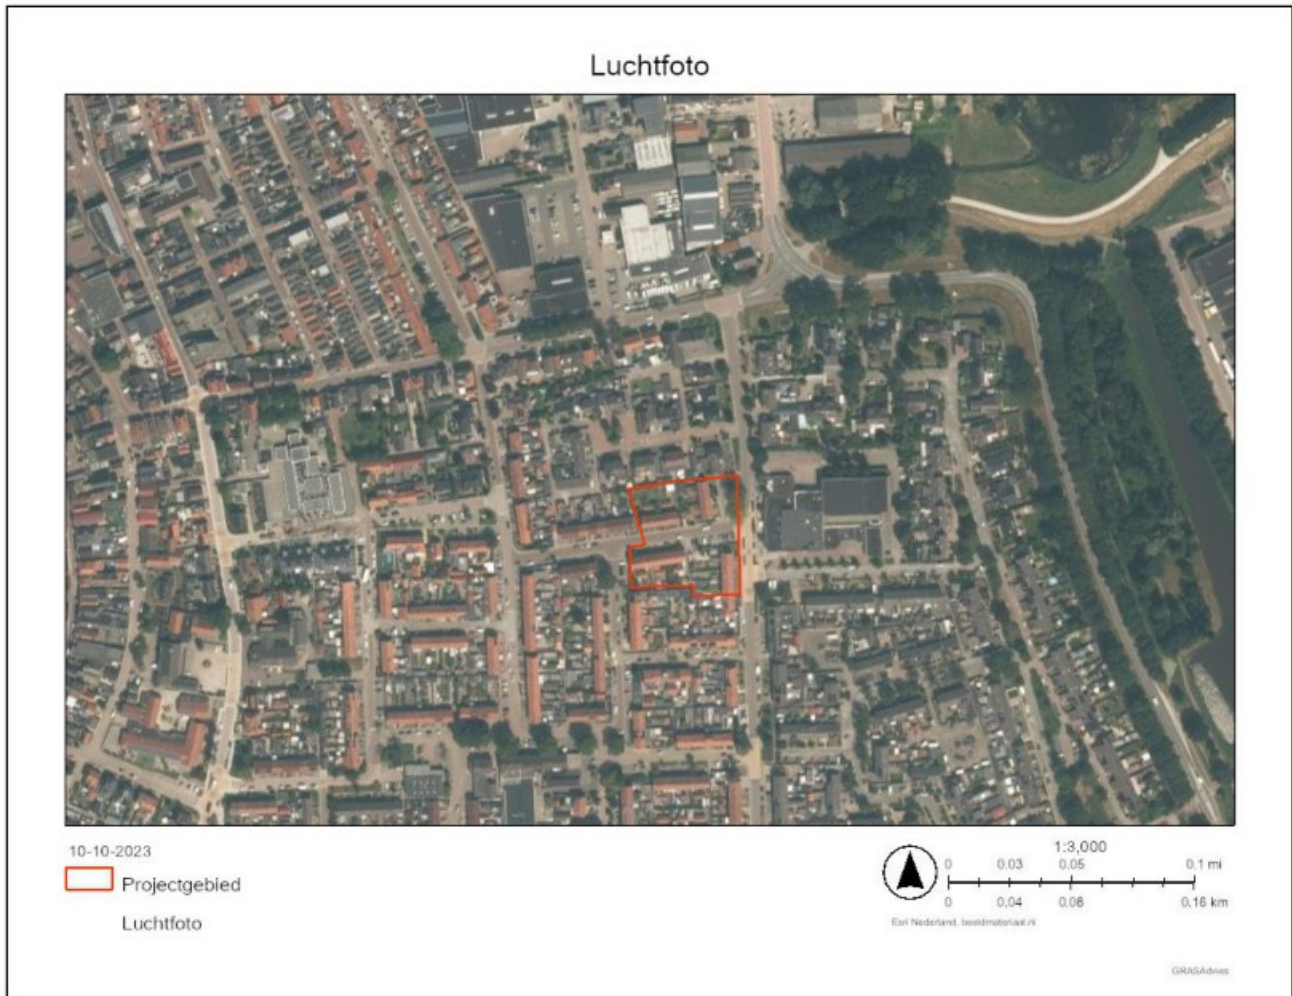 Luchtfoto
10-10-2023
Projectgebied
Luchtfoto
1:3,000
0 0.03 0.05 0.1 mi
0 0.04 0.08 0.16 km
Esri Nederland, beeldmateriaal.nl
GRASAdvies